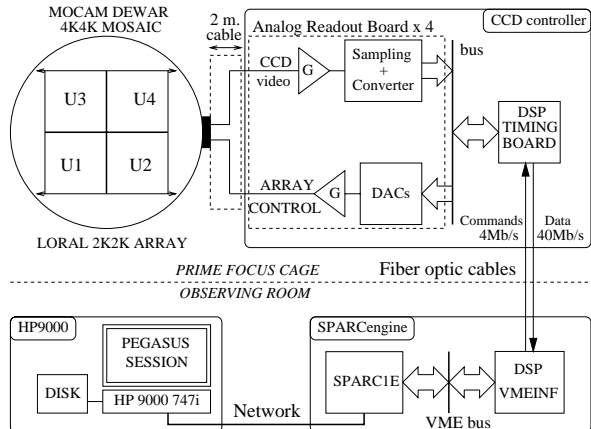 MOCAM DEWAR
4K4K MOSAIC
2 m.
cable
Analog Readout Board x 4
CCD controller
U3
U4
U1
U2
CCD
video
G
Sampling
+
Converter
bus
DSP
TIMING
BOARD
ARRAY
CONTROL
G
DACs
LORAL 2K2K ARRAY
Commands
4Mb/s
Data
40Mb/s
PRIME FOCUS CAGE
Fiber optic cables
OBSERVING ROOM
HP9000
PEGASUS
SESSION
DISK
HP 9000 747i
Network
SPARCengine
SPARC1E
VME bus
DSP
VMEINF